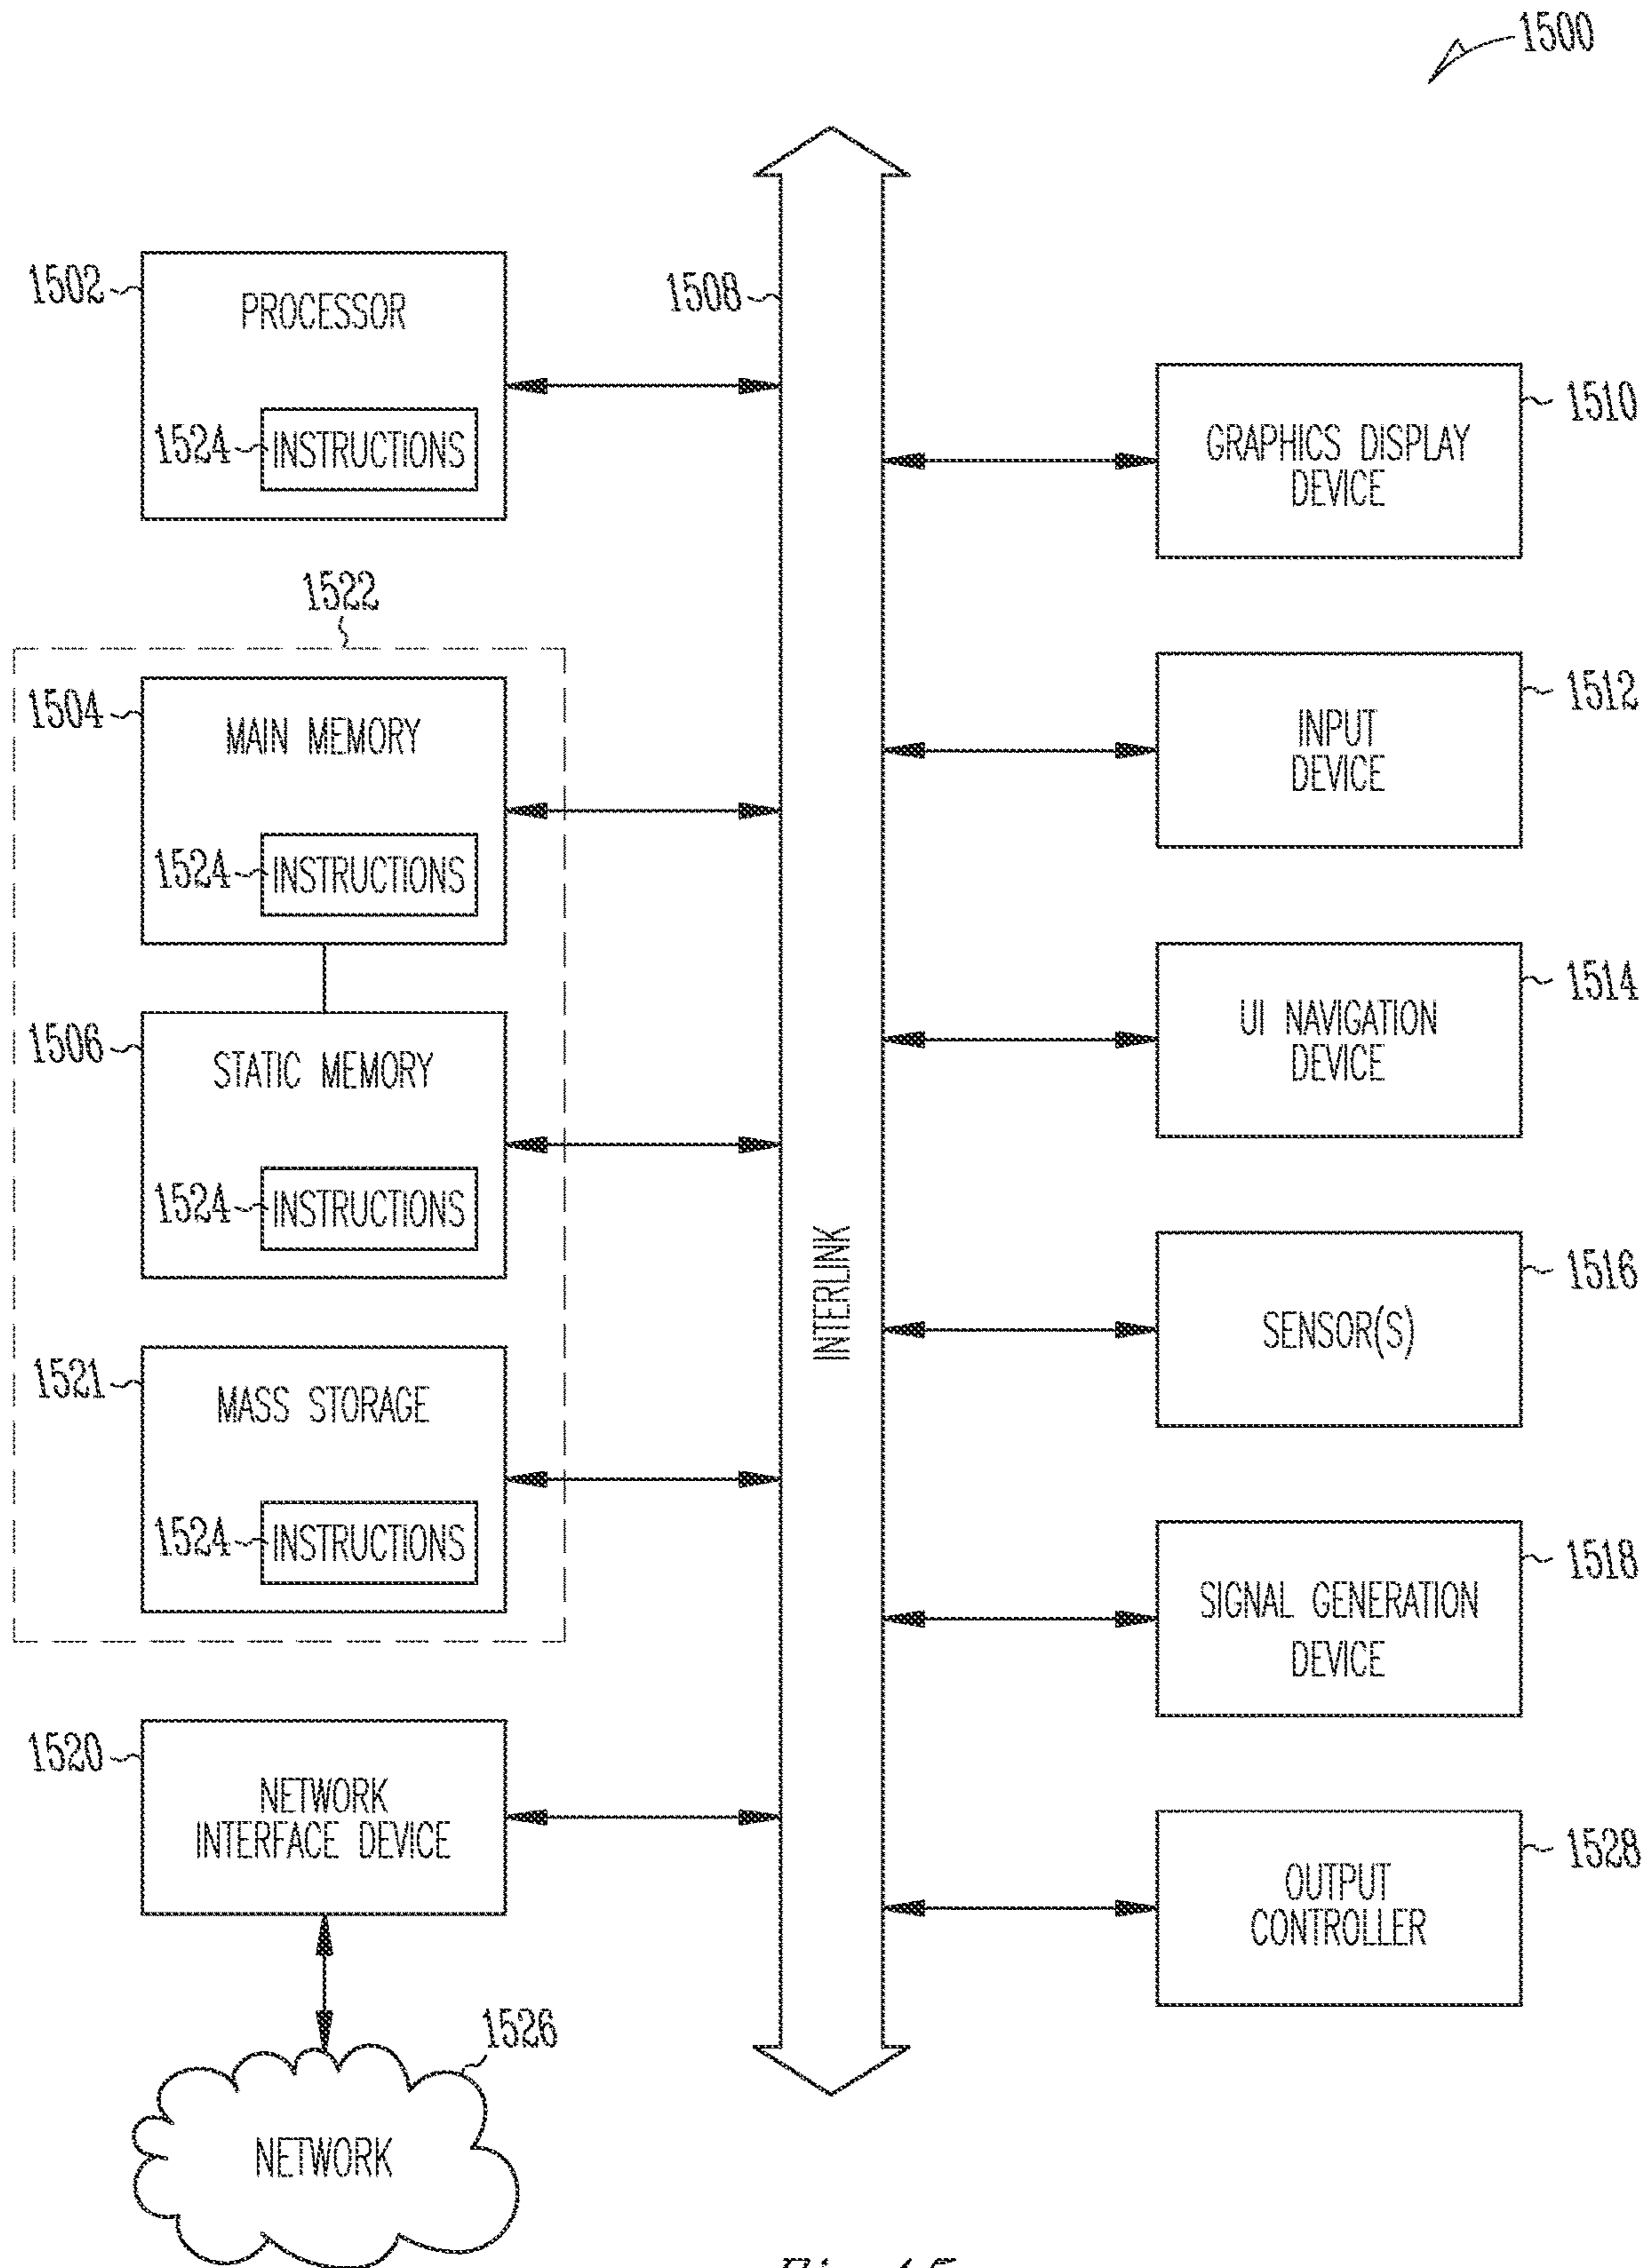 1500
1502
PROCESSOR
1524
INSTRUCTIONS
1522
1504
MAIN MEMORY
1524
INSTRUCTIONS
1506
STATIC MEMORY
1524
INSTRUCTIONS
1521
MASS STORAGE
1524
INSTRUCTIONS
1520
NETWORK
INTERFACE DEVICE
1526
NETWORK
1508
INTERLINK
1510
GRAPHICS DISPLAY
DEVICE
1512
INPUT
DEVICE
1514
UI NAVIGATION
DEVICE
1516
SENSOR(S)
1518
SIGNAL GENERATION
DEVICE
1528
OUTPUT
CONTROLLER